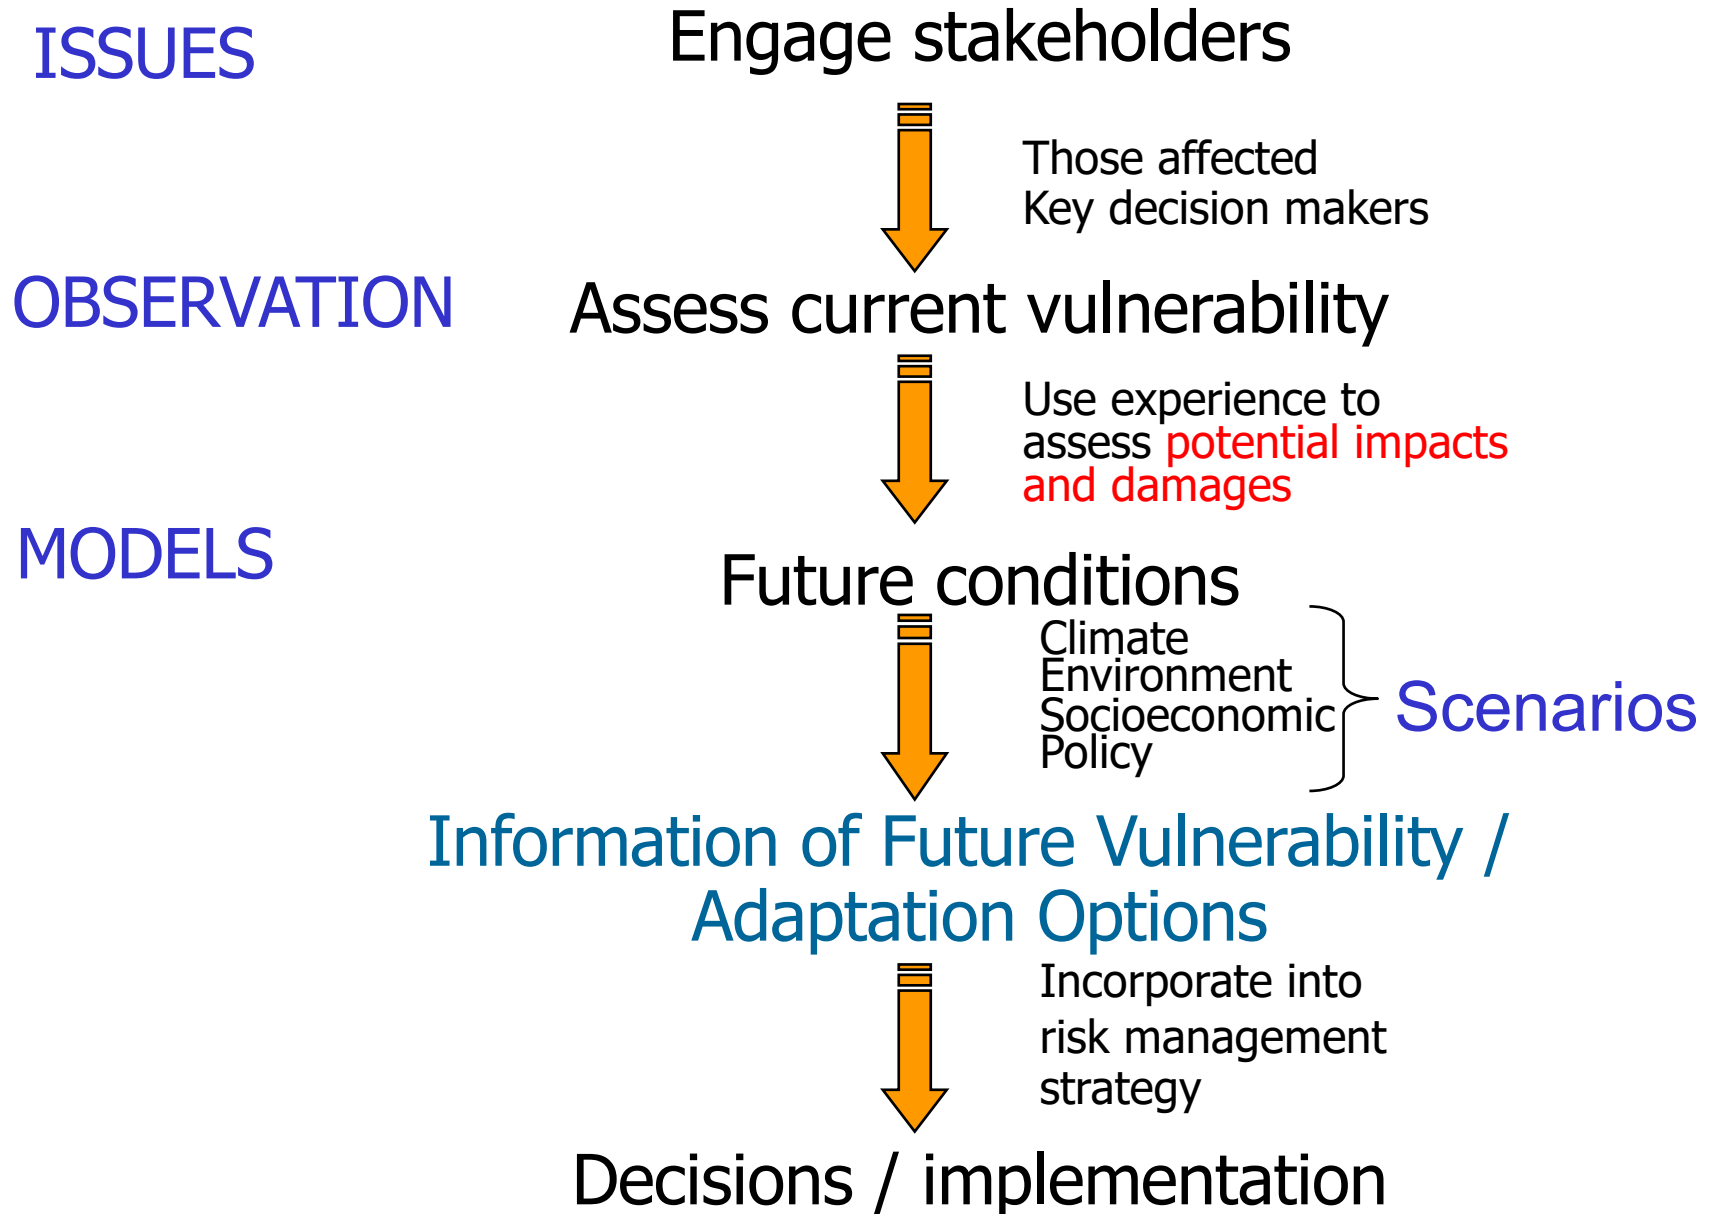 ISSUES
Engage stakeholders
Those affected
Key decision makers
OBSERVATION
Assess current vulnerability
Use experience to
assess potential impacts
and damages
MODELS
Future conditions
Climate
Environment
Socioeconomic
Policy
Scenarios
Information of Future Vulnerability /
Adaptation Options
Incorporate into
risk management
strategy
Decisions / implementation